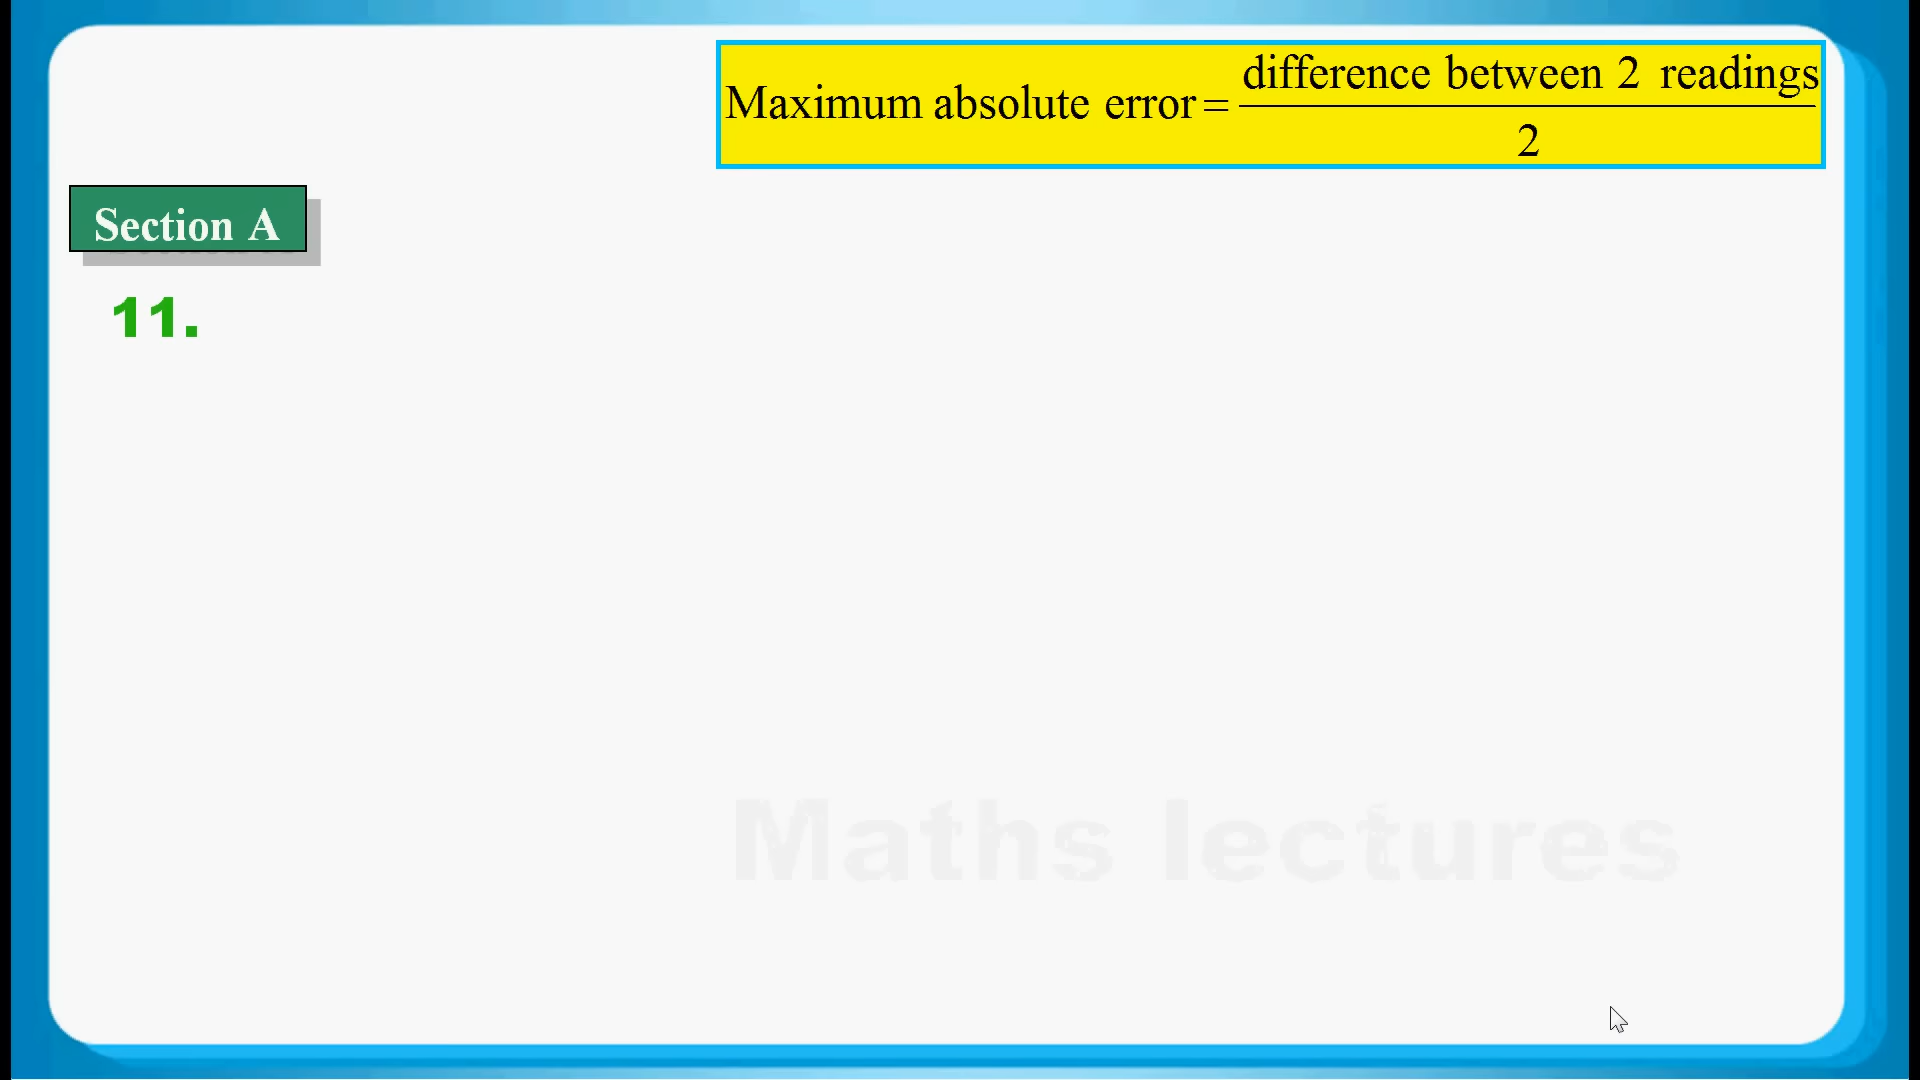 Maximum absolute error = difference between 2 readings / 2
Section A
11.
Maths lectures